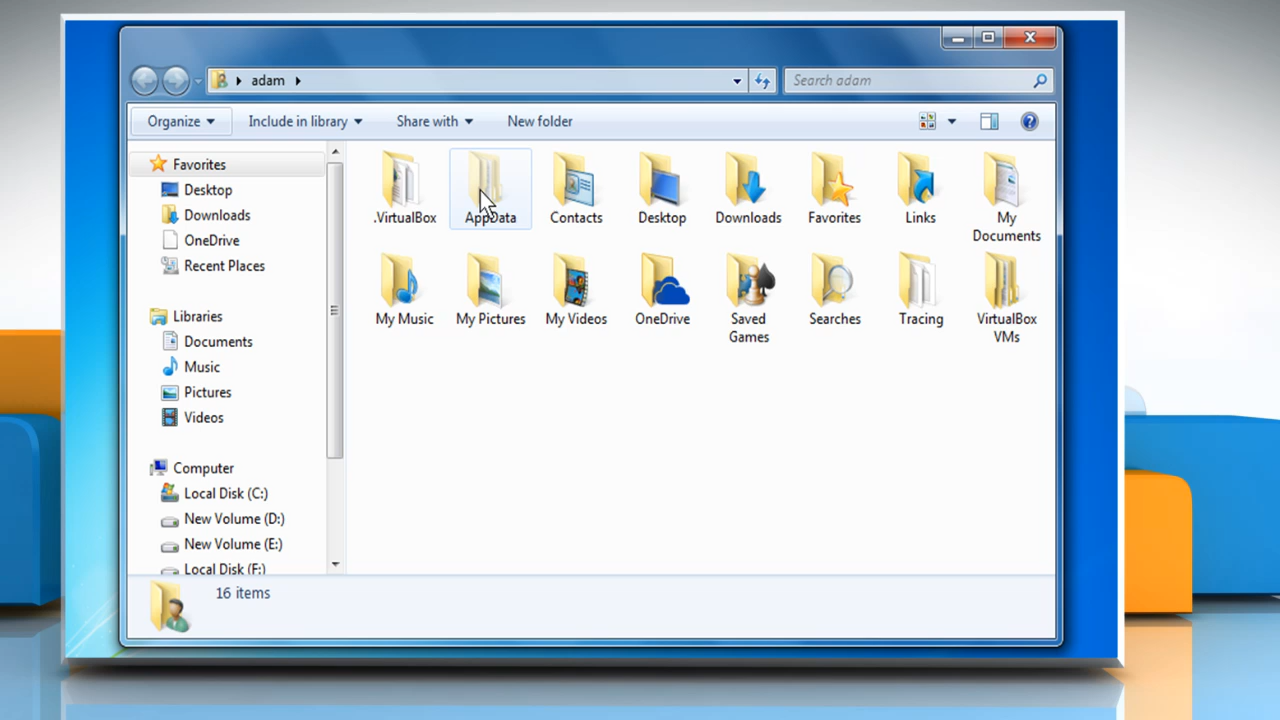 adam
Search adam
Organize
Include in library
Share with
New folder
Favorites
Desktop
Downloads
OneDrive
Recent Places
Libraries
Documents
Music
Pictures
Videos
Computer
Local Disk (C:)
New Volume (D:)
New Volume (E:)
Local Disk (F:)
.VirtualBox
AppData
Contacts
Desktop
Downloads
Favorites
Links
My
Documents
My Music
My Pictures
My Videos
OneDrive
Saved
Games
Searches
Tracing
VirtualBox
VMs
16 items